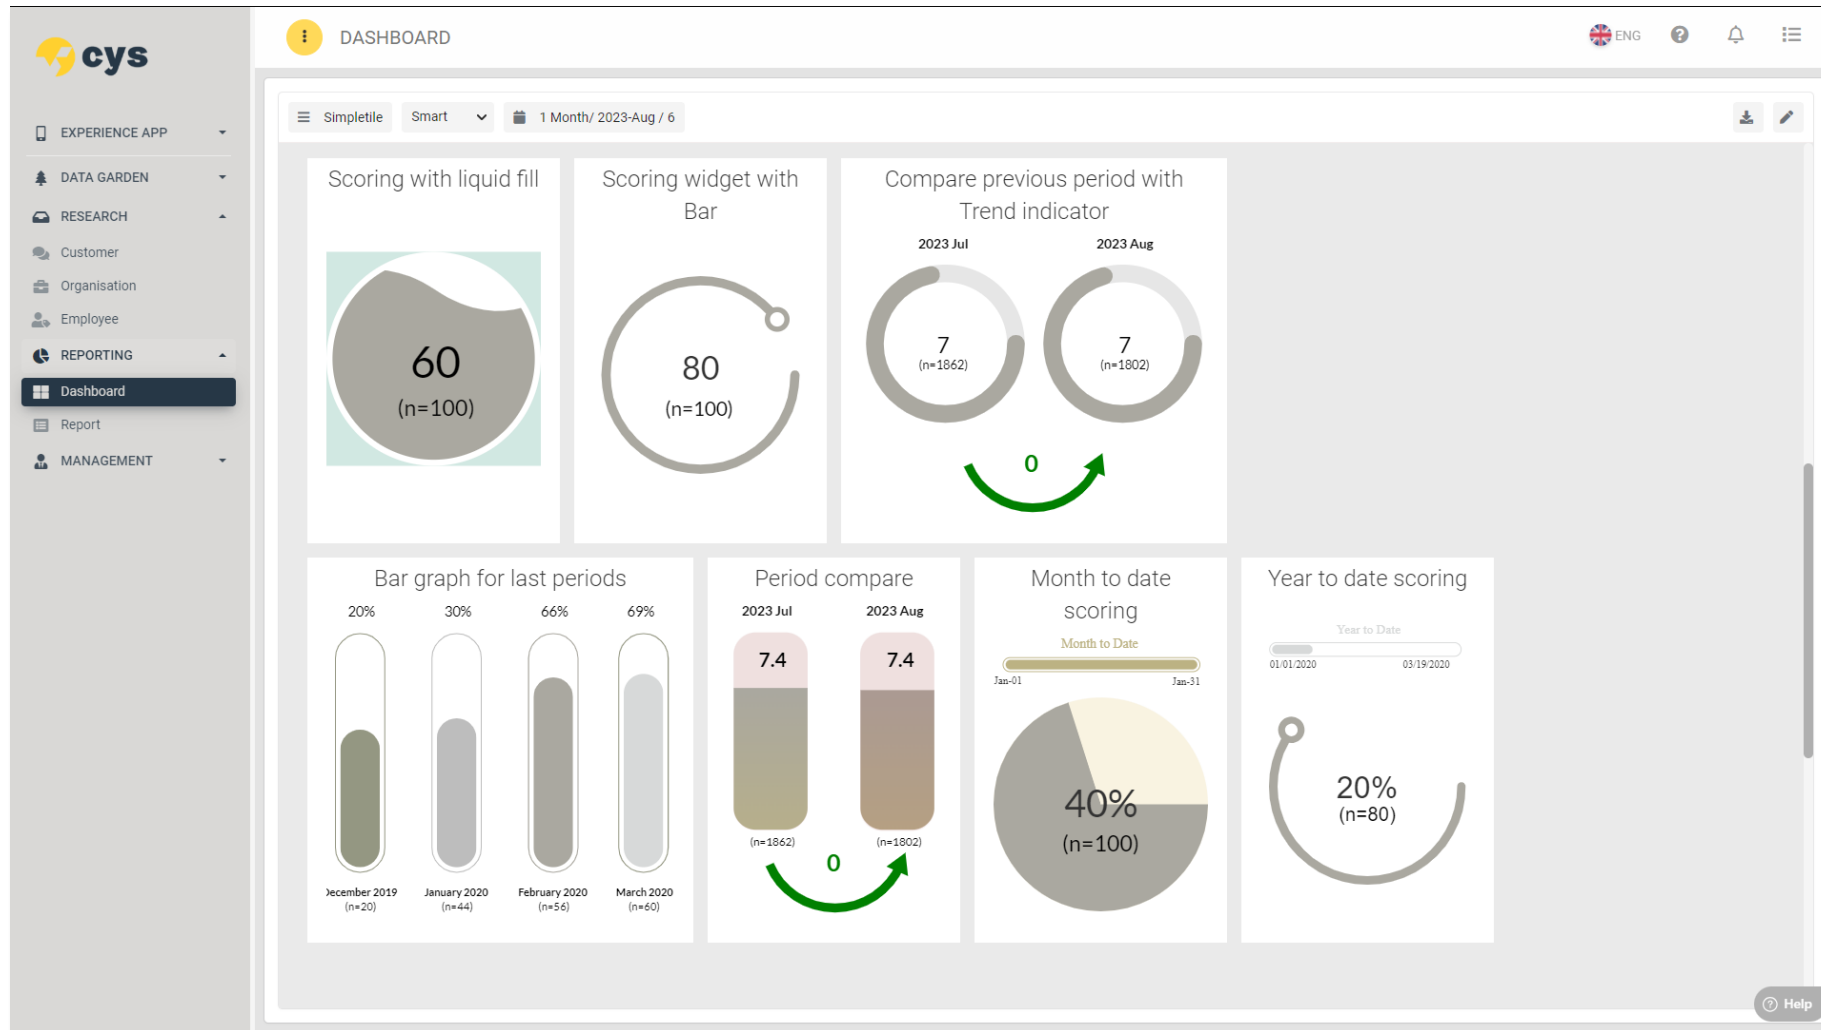 cys
DASHBOARD
ENG
EXPERIENCE APP
DATA GARDEN
RESEARCH
Customer
Organisation
Employee
REPORTING
Dashboard
Report
MANAGEMENT
Simpletile
Smart
1 Month/ 2023-Aug / 6
Scoring with liquid fill
60
(n=100)
Scoring widget with
Bar
80
(n=100)
Compare previous period with
Trend indicator
2023 Jul
2023 Aug
7
(n=1862)
7
(n=1802)
0
Bar graph for last periods
20%
30%
66%
69%
December 2019
(n=20)
January 2020
(n=44)
February 2020
(n=56)
March 2020
(n=60)
Period compare
2023 Jul
2023 Aug
7.4
7.4
(n=1862)
(n=1802)
0
Month to date
scoring
Month to Date
Jan-01
Jan-31
40%
(n=100)
Year to date scoring
Year to Date
01/01/2020
03/19/2020
20%
(n=80)
Help